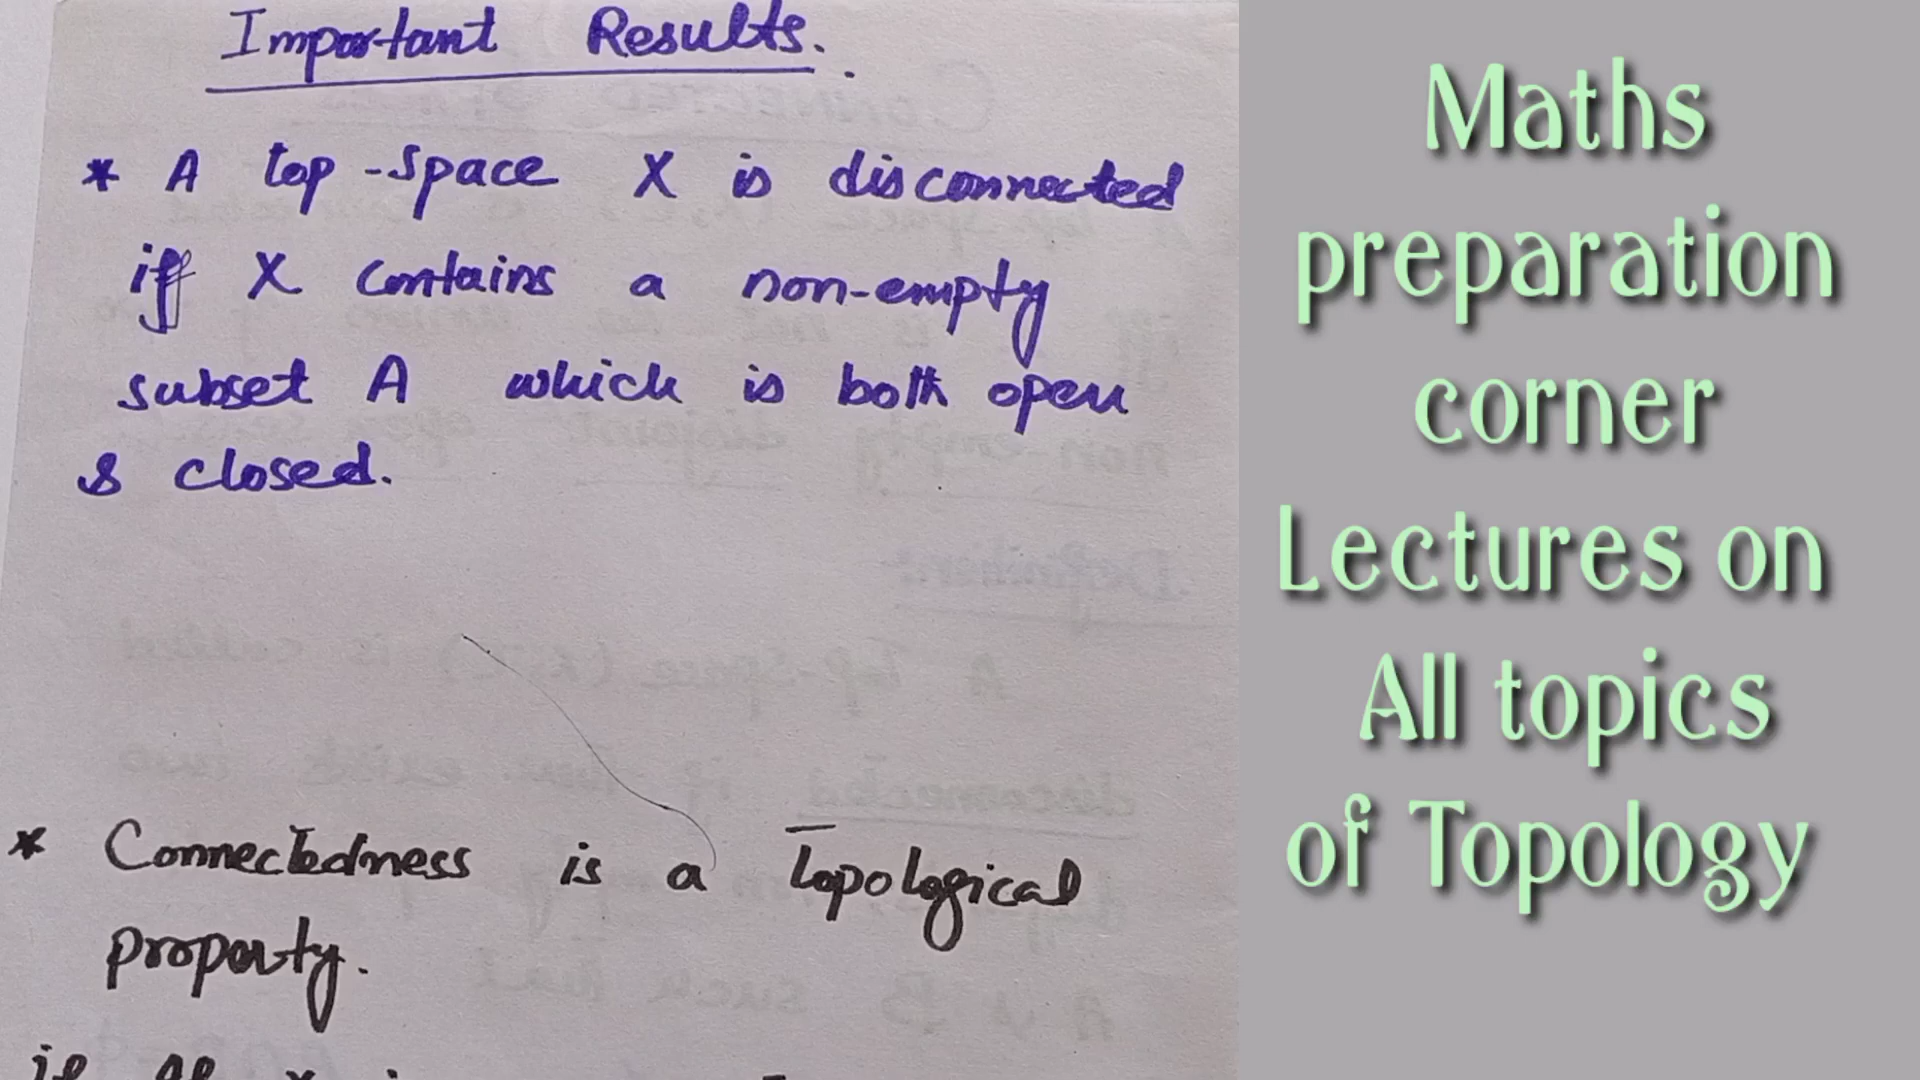 Important Results.
* A top-space X is disconnected
iff X contains a non-empty
subset A which is both open
& closed.
* Connectedness is a Topological
property.
Maths
preparation
corner
Lectures on
All topics
of Topology